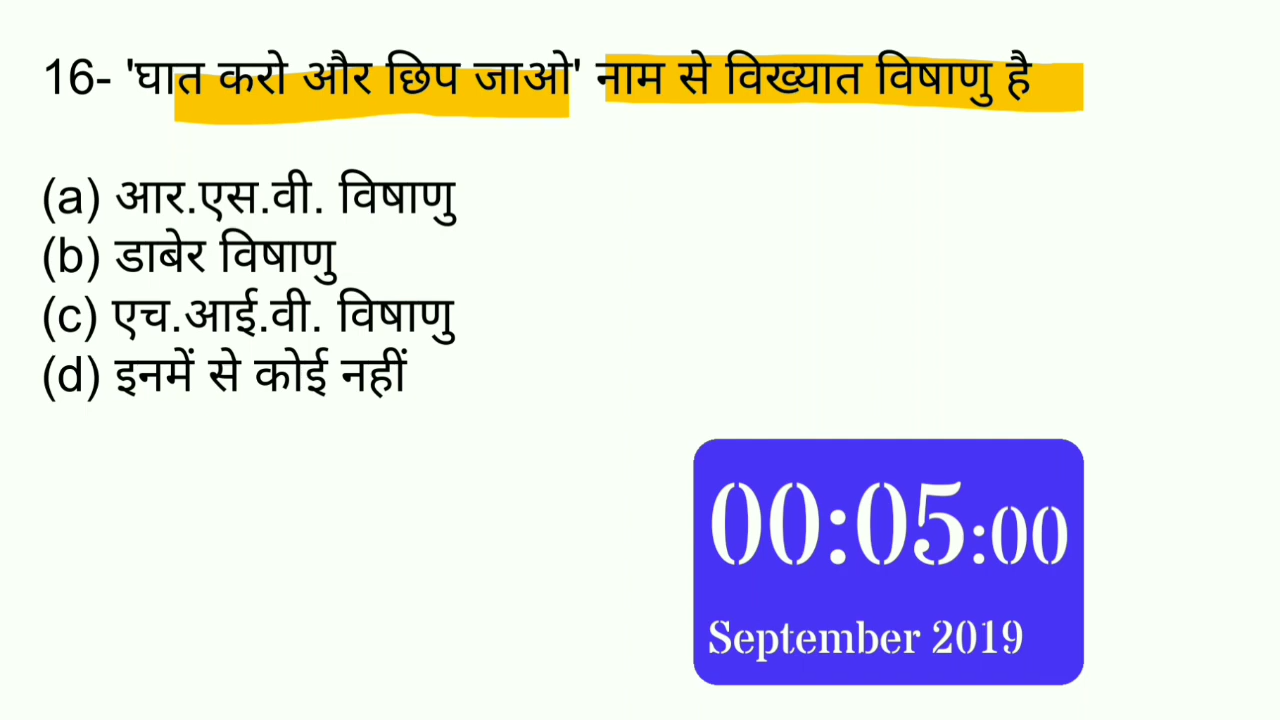 16- 'घात करो और छिप जाओ' नाम से विख्यात विषाणु है
(a) आर.एस.वी. विषाणु
(b) डाबेर विषाणु
(c) एच.आई.वी. विषाणु
(d) इनमें से कोई नहीं
00:05:00
September 2019